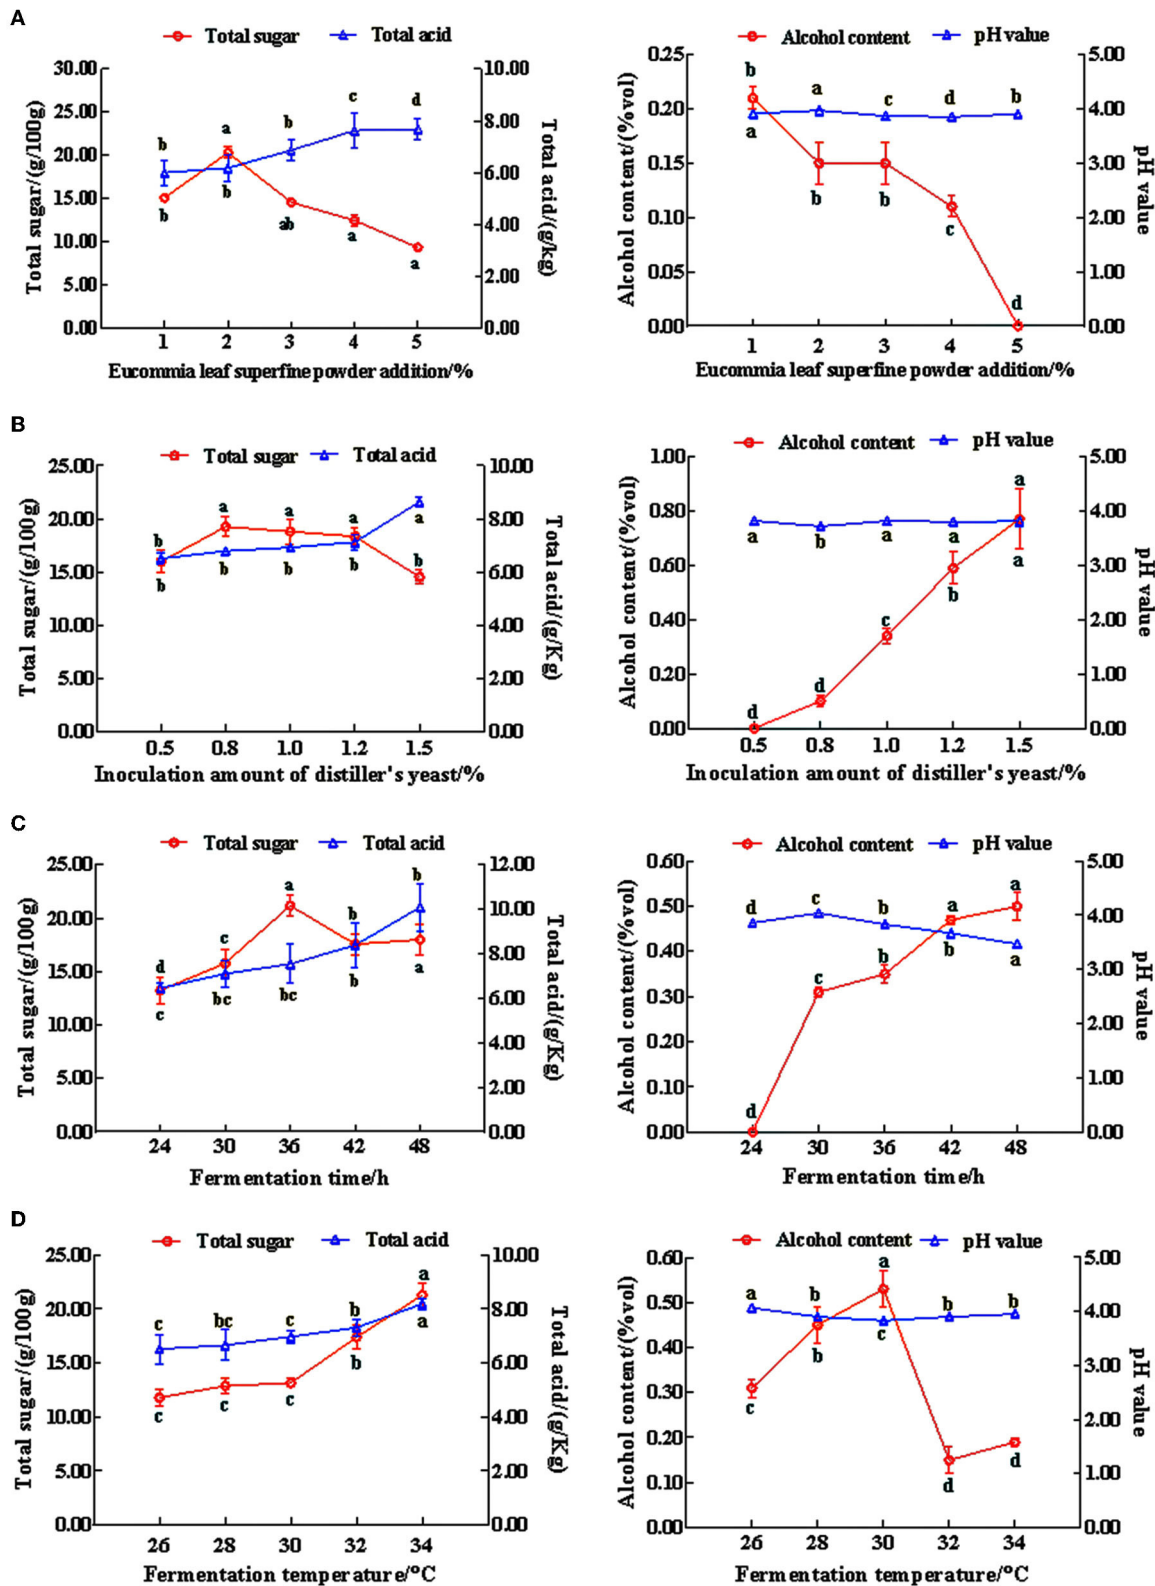 A
Total sugar Total acid
30.00 10.00
25.00
8.00
20.00
6.00
15.00
4.00
10.00
2.00
5.00
0.00 0.00
b a b c d
b b ab a a
1 2 3 4 5
Total sugar/(g/100g)
Total acid/(g/kg)
Eucommia leaf superfine powder addition/%
Alcohol content pH value
0.25 5.00
0.20 4.00
0.15 3.00
0.10 2.00
0.05 1.00
0.00 0.00
b a c d b
a b b c d
1 2 3 4 5
Alcohol content/(%vol)
pH value
Eucommia leaf superfine powder addition/%
B
Total sugar Total acid
25.00 10.00
20.00 8.00
15.00 6.00
10.00 4.00
5.00 2.00
0.00 0.00
b a a a a b
b b b b
0.5 0.8 1.0 1.2 1.5
Total sugar/(g/100g)
Total acid/(g/Kg)
Inoculation amount of distiller's yeast/%
Alcohol content pH value
1.00 5.00
0.80 4.00
0.60 3.00
0.40 2.00
0.20 1.00
0.00 0.00
a
a b a a
d d c b a
0.5 0.8 1.0 1.2 1.5
Alcohol content/(%vol)
pH value
Inoculation amount of distiller's yeast/%
C
Total sugar Total acid
25.00 12.00
20.00 10.00
15.00 8.00
10.00 6.00
5.00 4.00
0.00 2.00
0.00
d c a b b
c bc bc b a
24 30 36 42 48
Total sugar/(g/100g)
Total acid/(g/Kg)
Fermentation time/h
Alcohol content pH value
0.60 5.00
0.50 4.00
0.40 3.00
0.30 2.00
0.20 1.00
0.10 0.00
0.00
d c b a a
d c b b a
24 30 36 42 48
Alcohol content/(%vol)
pH value
Fermentation time/h
D
Total sugar Total acid
25.00 10.00
20.00 8.00
15.00 6.00
10.00 4.00
5.00 2.00
0.00 0.00
c bc c b a
c c c b a
26 28 30 32 34
Total sugar/(g/100g)
Total acid/(g/Kg)
Fermentation temperature/°C
Alcohol content pH value
0.60 5.00
0.50 4.00
0.40 3.00
0.30 2.00
0.20 1.00
0.10 0.00
0.00
a b a b b
c b c d d
26 28 30 32 34
Alcohol content/(%vol)
pH value
Fermentation temperature/°C